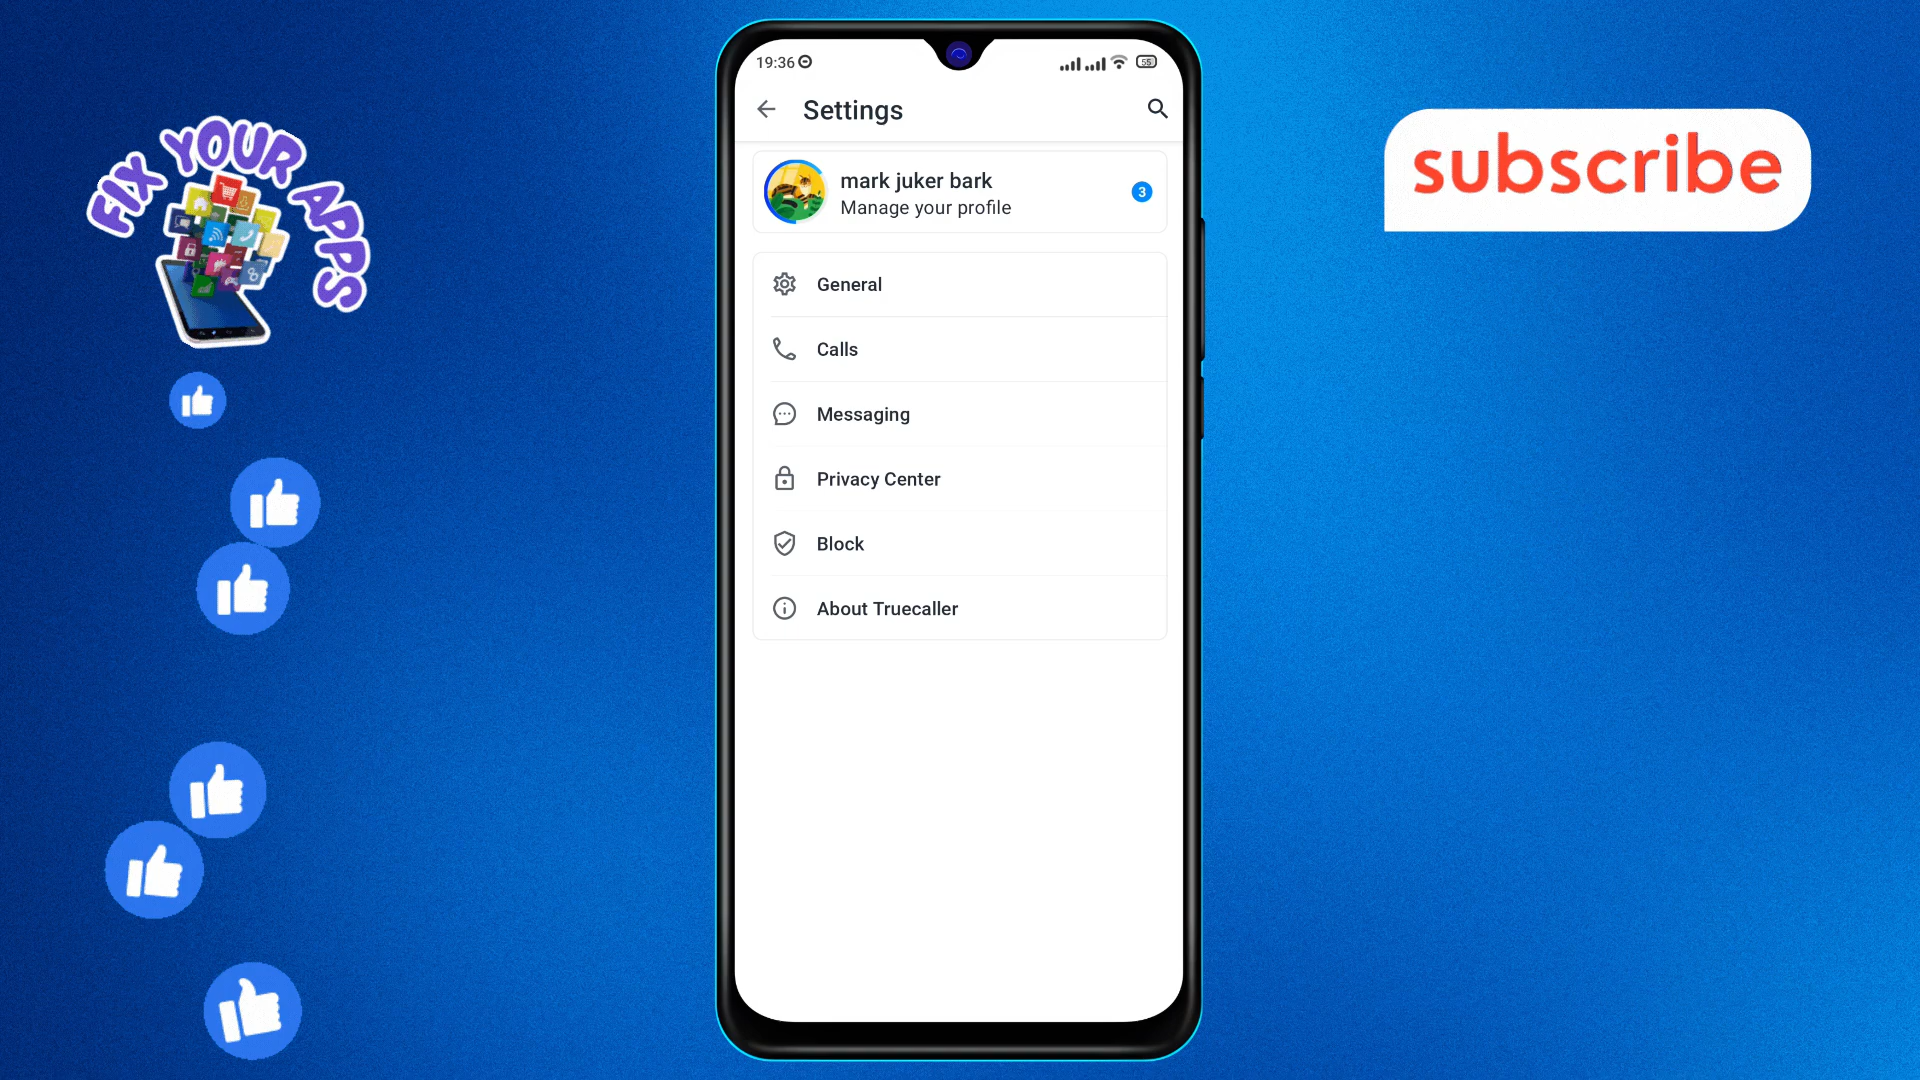 FIX YOUR APPS
19:36
55
Settings
mark juker bark
Manage your profile
3
General
Calls
Messaging
Privacy Center
Block
About Truecaller
subscribe